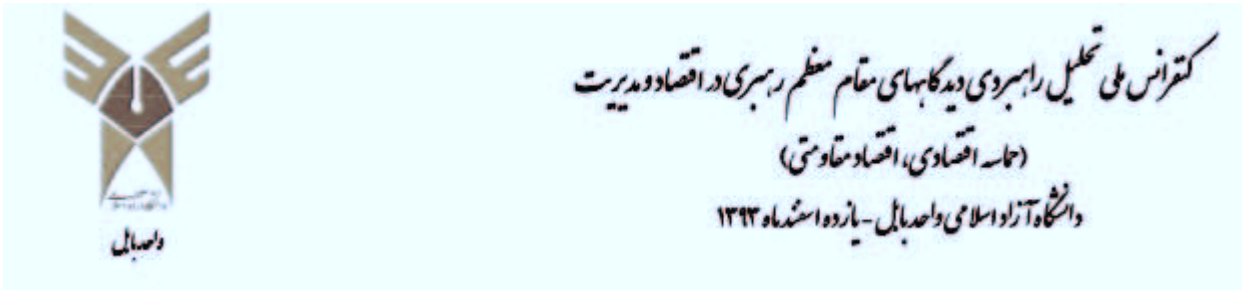 کنفرانس ملی تحلیل راهبردی دیدگاههای مقام معظم رهبری در اقتصاد و مدیریت
(حماسه اقتصادی، اقتصاد مقاومتی)
دانشگاه آزاد اسلامی واحد بابل - یازده اسفند ماه ۱۳۹۳
واحد بابل